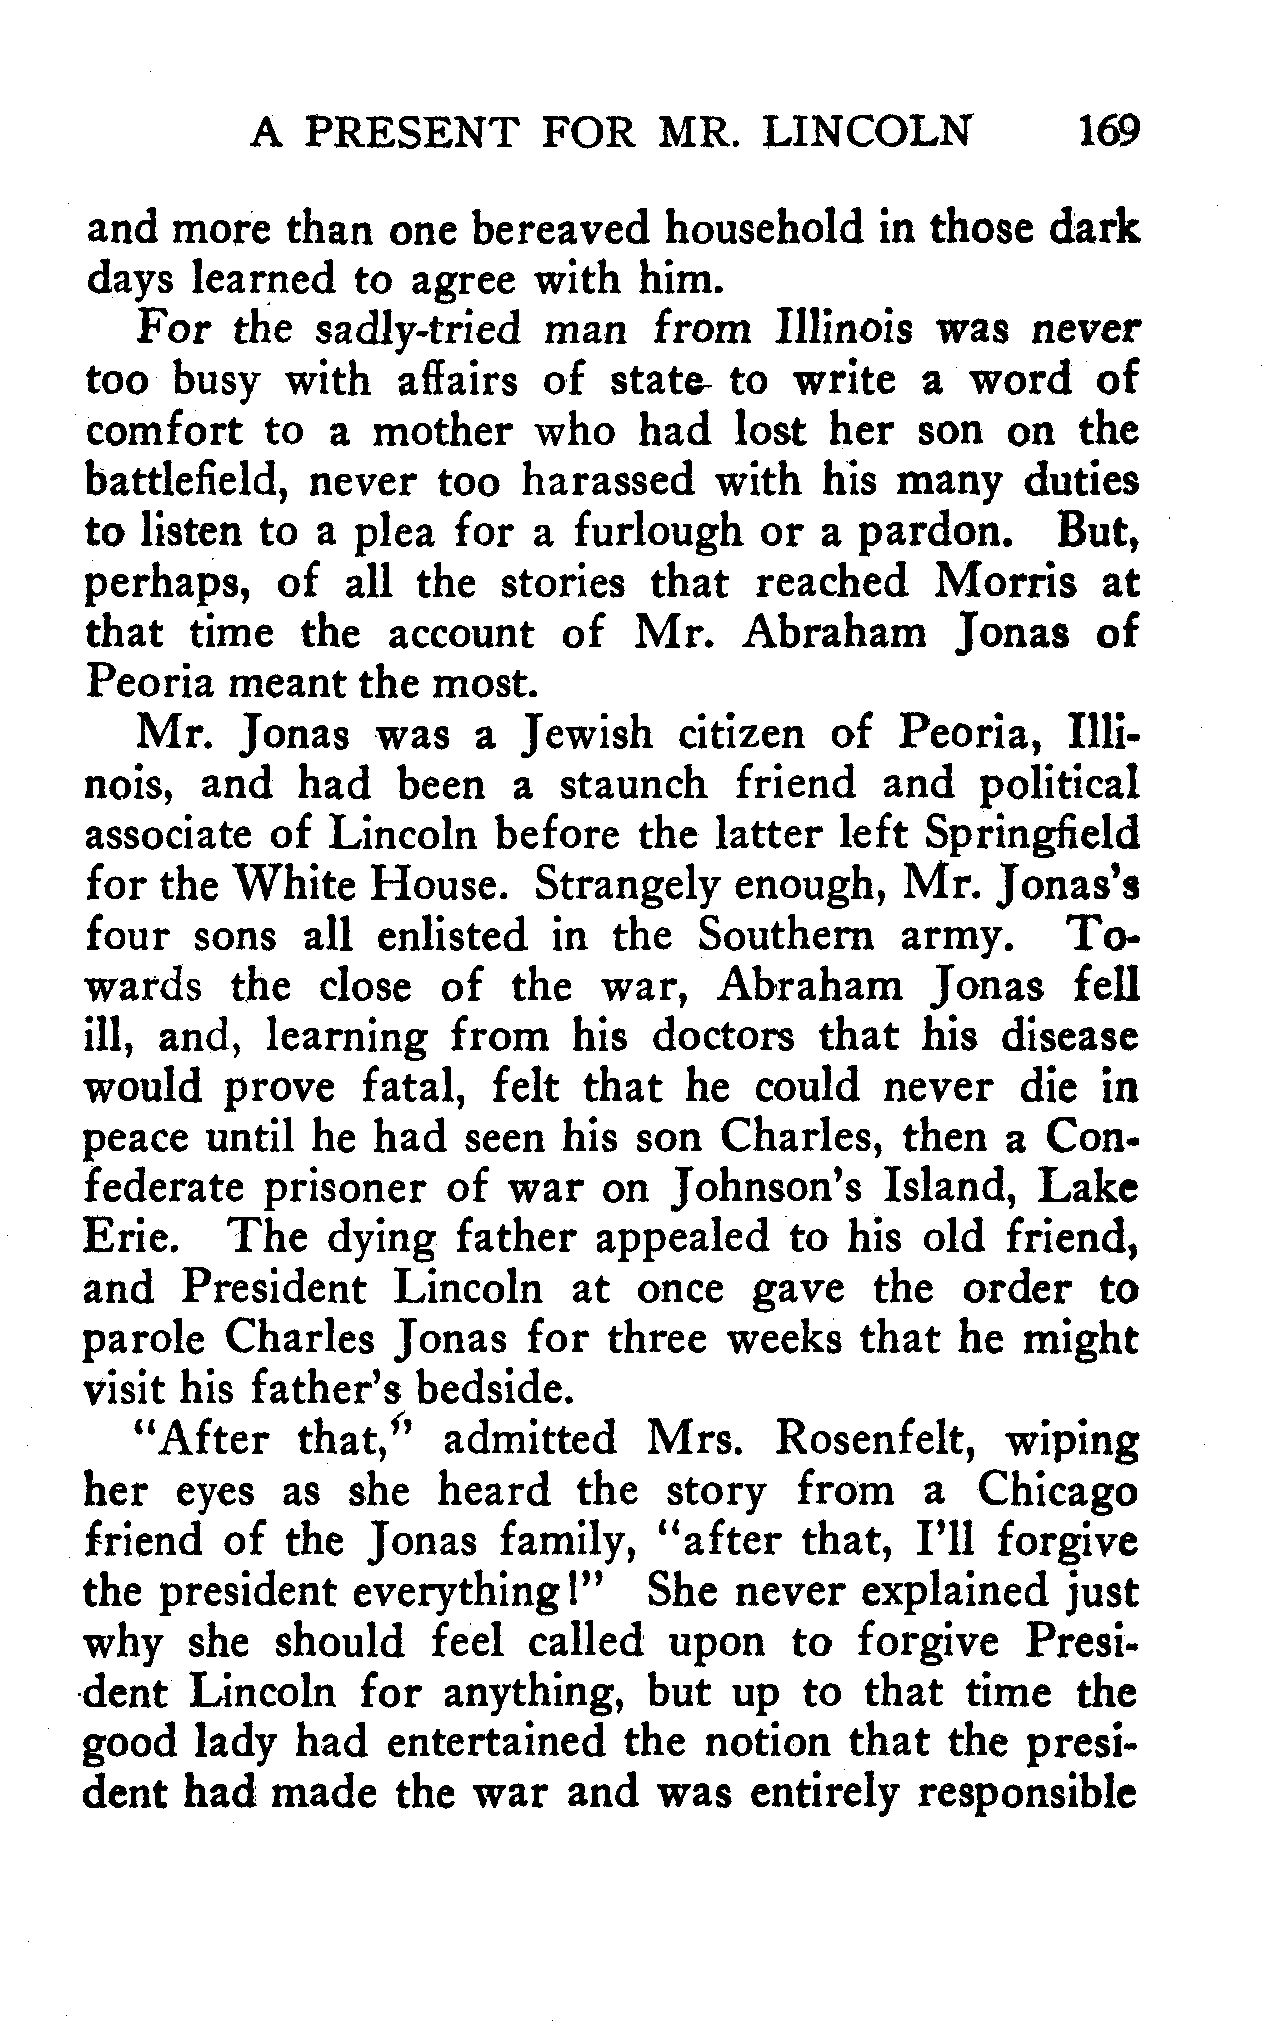 A PRESENT FOR MR. LINCOLN 169
and more than one bereaved household in those dark
days learned to agree with him.
For the sadly-tried man from Illinois was never
too busy with affairs of state to write a word of
comfort to a mother who had lost her son on the
battlefield, never too harassed with his many duties
to listen to a plea for a furlough or a pardon. But,
perhaps, of all the stories that reached Morris at
that time the account of Mr. Abraham Jonas of
Peoria meant the most.
Mr. Jonas was a Jewish citizen of Peoria, Illi-
nois, and had been a staunch friend and political
associate of Lincoln before the latter left Springfield
for the White House. Strangely enough, Mr. Jonas's
four sons all enlisted in the Southern army. To-
wards the close of the war, Abraham Jonas fell
ill, and, learning from his doctors that his disease
would prove fatal, felt that he could never die in
peace until he had seen his son Charles, then a Con-
federate prisoner of war on Johnson's Island, Lake
Erie. The dying father appealed to his old friend,
and President Lincoln at once gave the order to
parole Charles Jonas for three weeks that he might
visit his father's bedside.
"After that," admitted Mrs. Rosenfelt, wiping
her eyes as she heard the story from a Chicago
friend of the Jonas family, "after that, I'll forgive
the president everything!" She never explained just
why she should feel called upon to forgive Presi-
dent Lincoln for anything, but up to that time the
good lady had entertained the notion that the presi-
dent had made the war and was entirely responsible